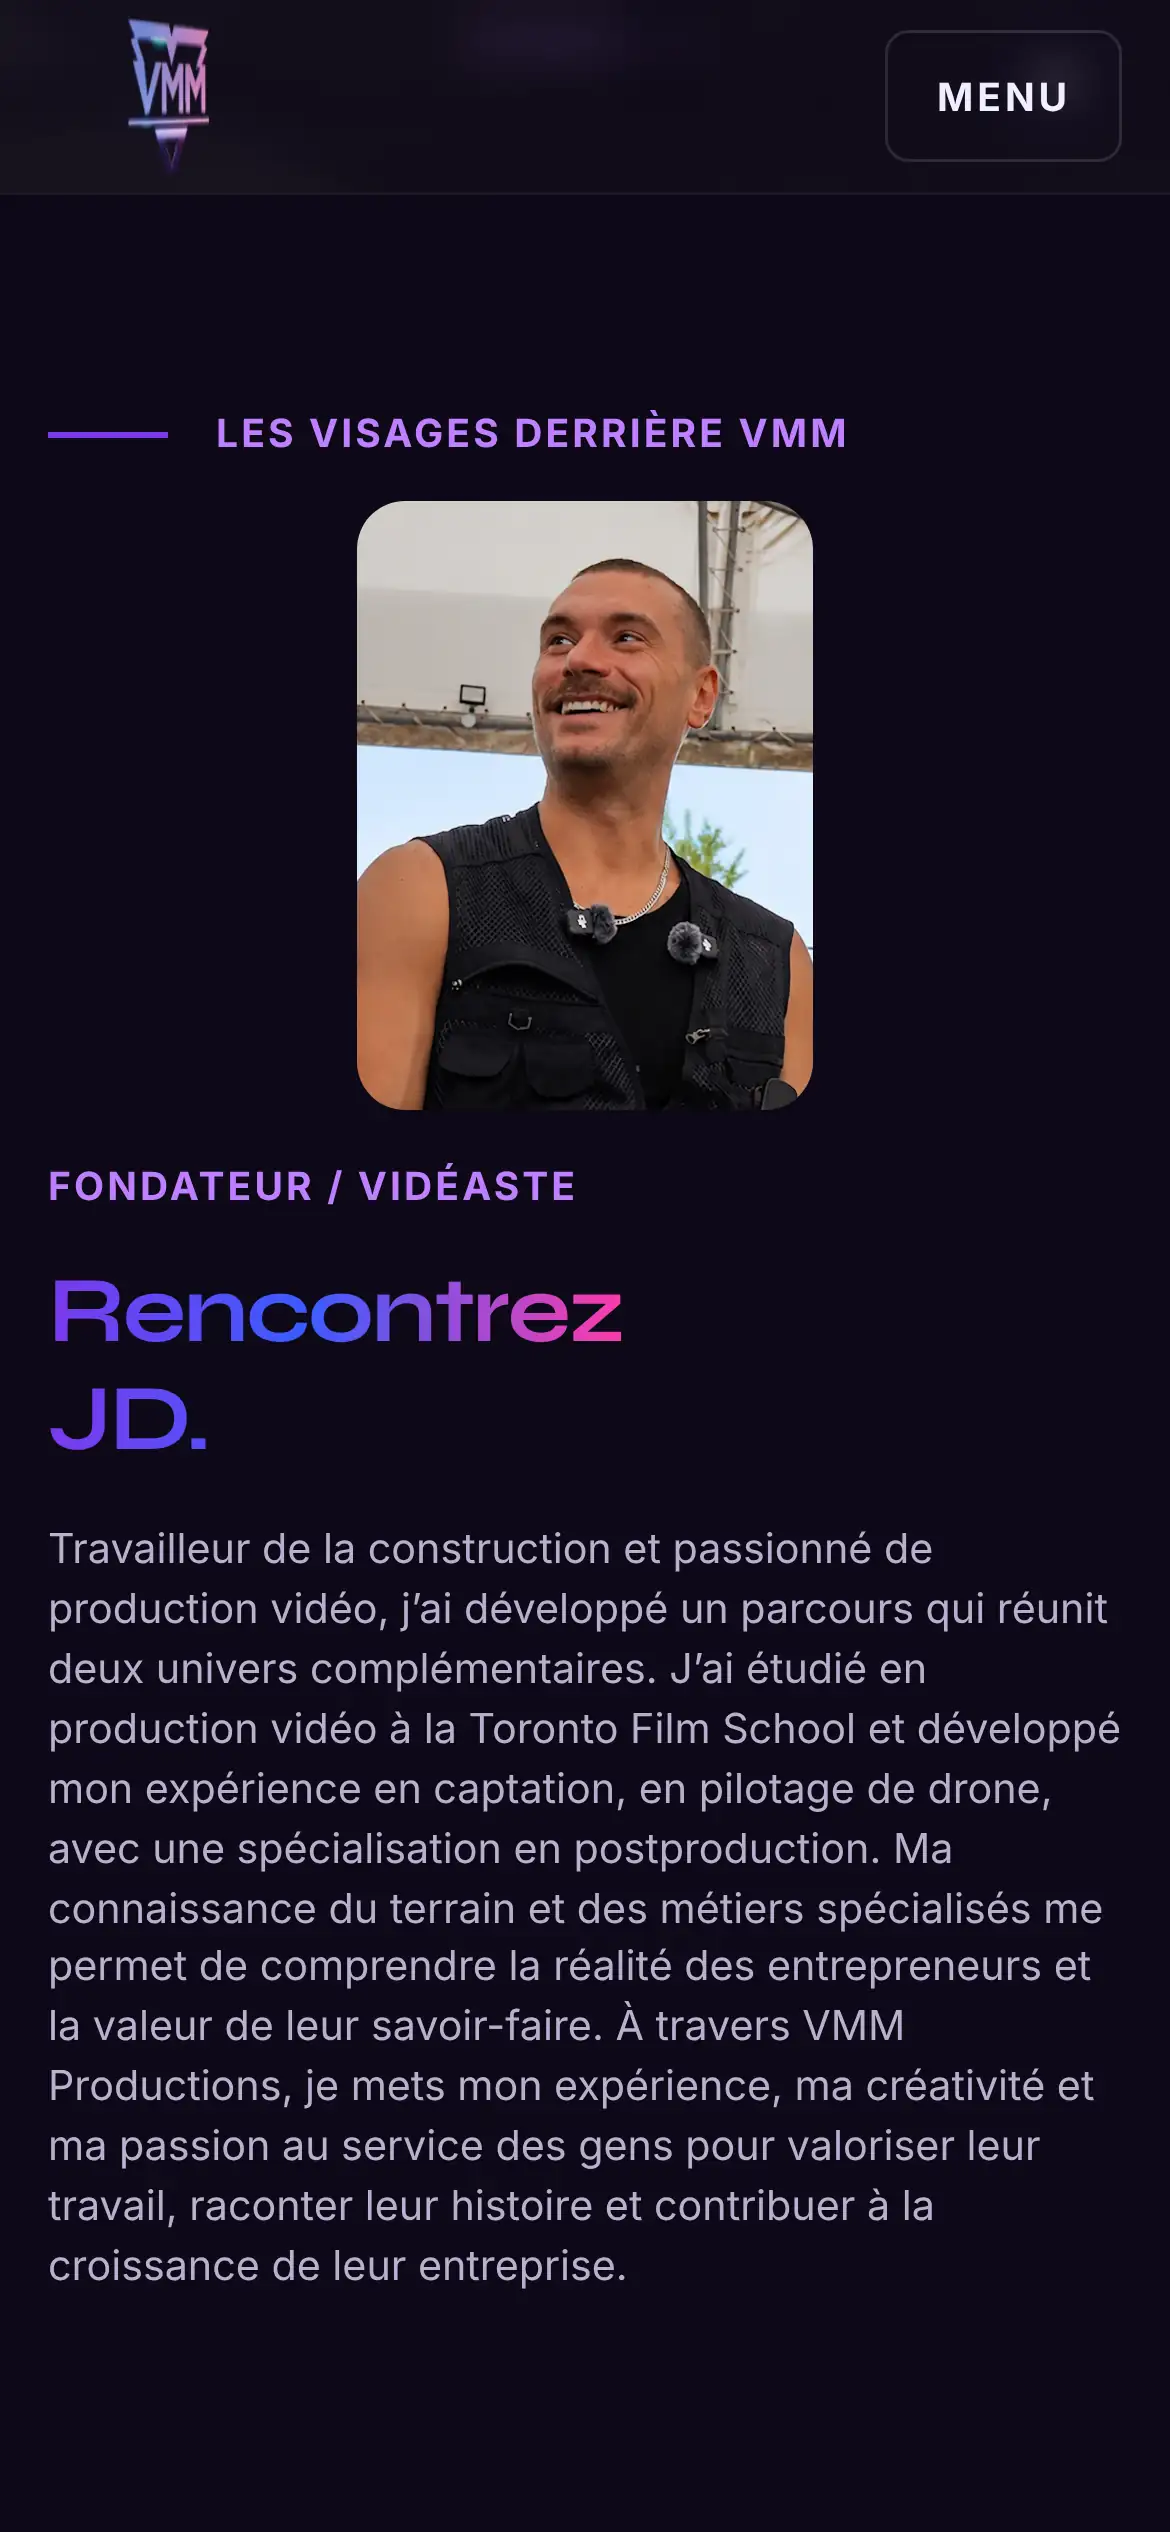 VMM
MENU
LES VISAGES DERRIÈRE VMM
FONDATEUR / VIDÉASTE
Rencontrez
JD.
Travailleur de la construction et passionné de
production vidéo, j’ai développé un parcours qui réunit
deux univers complémentaires. J’ai étudié en
production vidéo à la Toronto Film School et développé
mon expérience en captation, en pilotage de drone,
avec une spécialisation en postproduction. Ma
connaissance du terrain et des métiers spécialisés me
permet de comprendre la réalité des entrepreneurs et
la valeur de leur savoir-faire. À travers VMM
Productions, je mets mon expérience, ma créativité et
ma passion au service des gens pour valoriser leur
travail, raconter leur histoire et contribuer à la
croissance de leur entreprise.